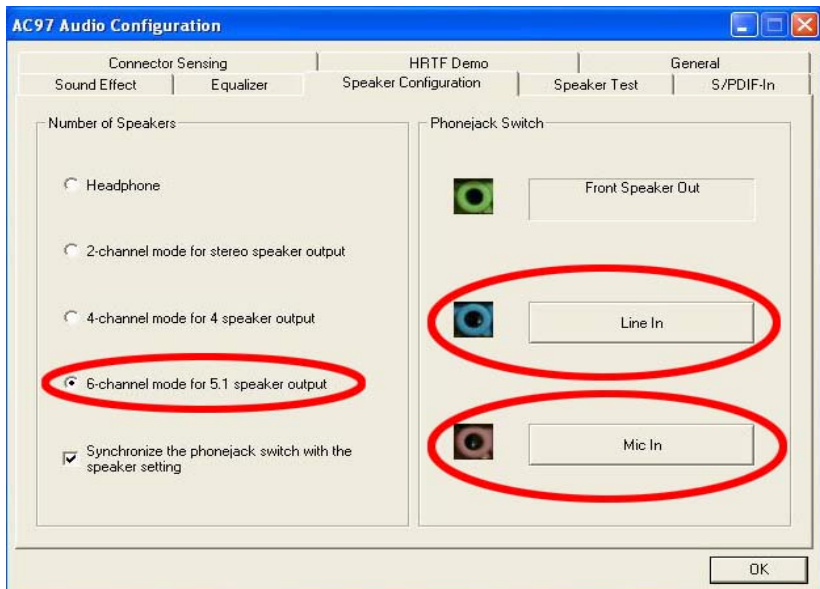 AC97 Audio Configuration
Connector Sensing
HRTF Demo
General
Sound Effect
Equalizer
Speaker Configuration
Speaker Test
S/PDIF-In
Number of Speakers
Headphone
2-channel mode for stereo speaker output
4-channel mode for 4 speaker output
6-channel mode for 5.1 speaker output
Synchronize the phonejack switch with the
speaker setting
Phonejack Switch
Front Speaker Out
Line In
Mic In
OK